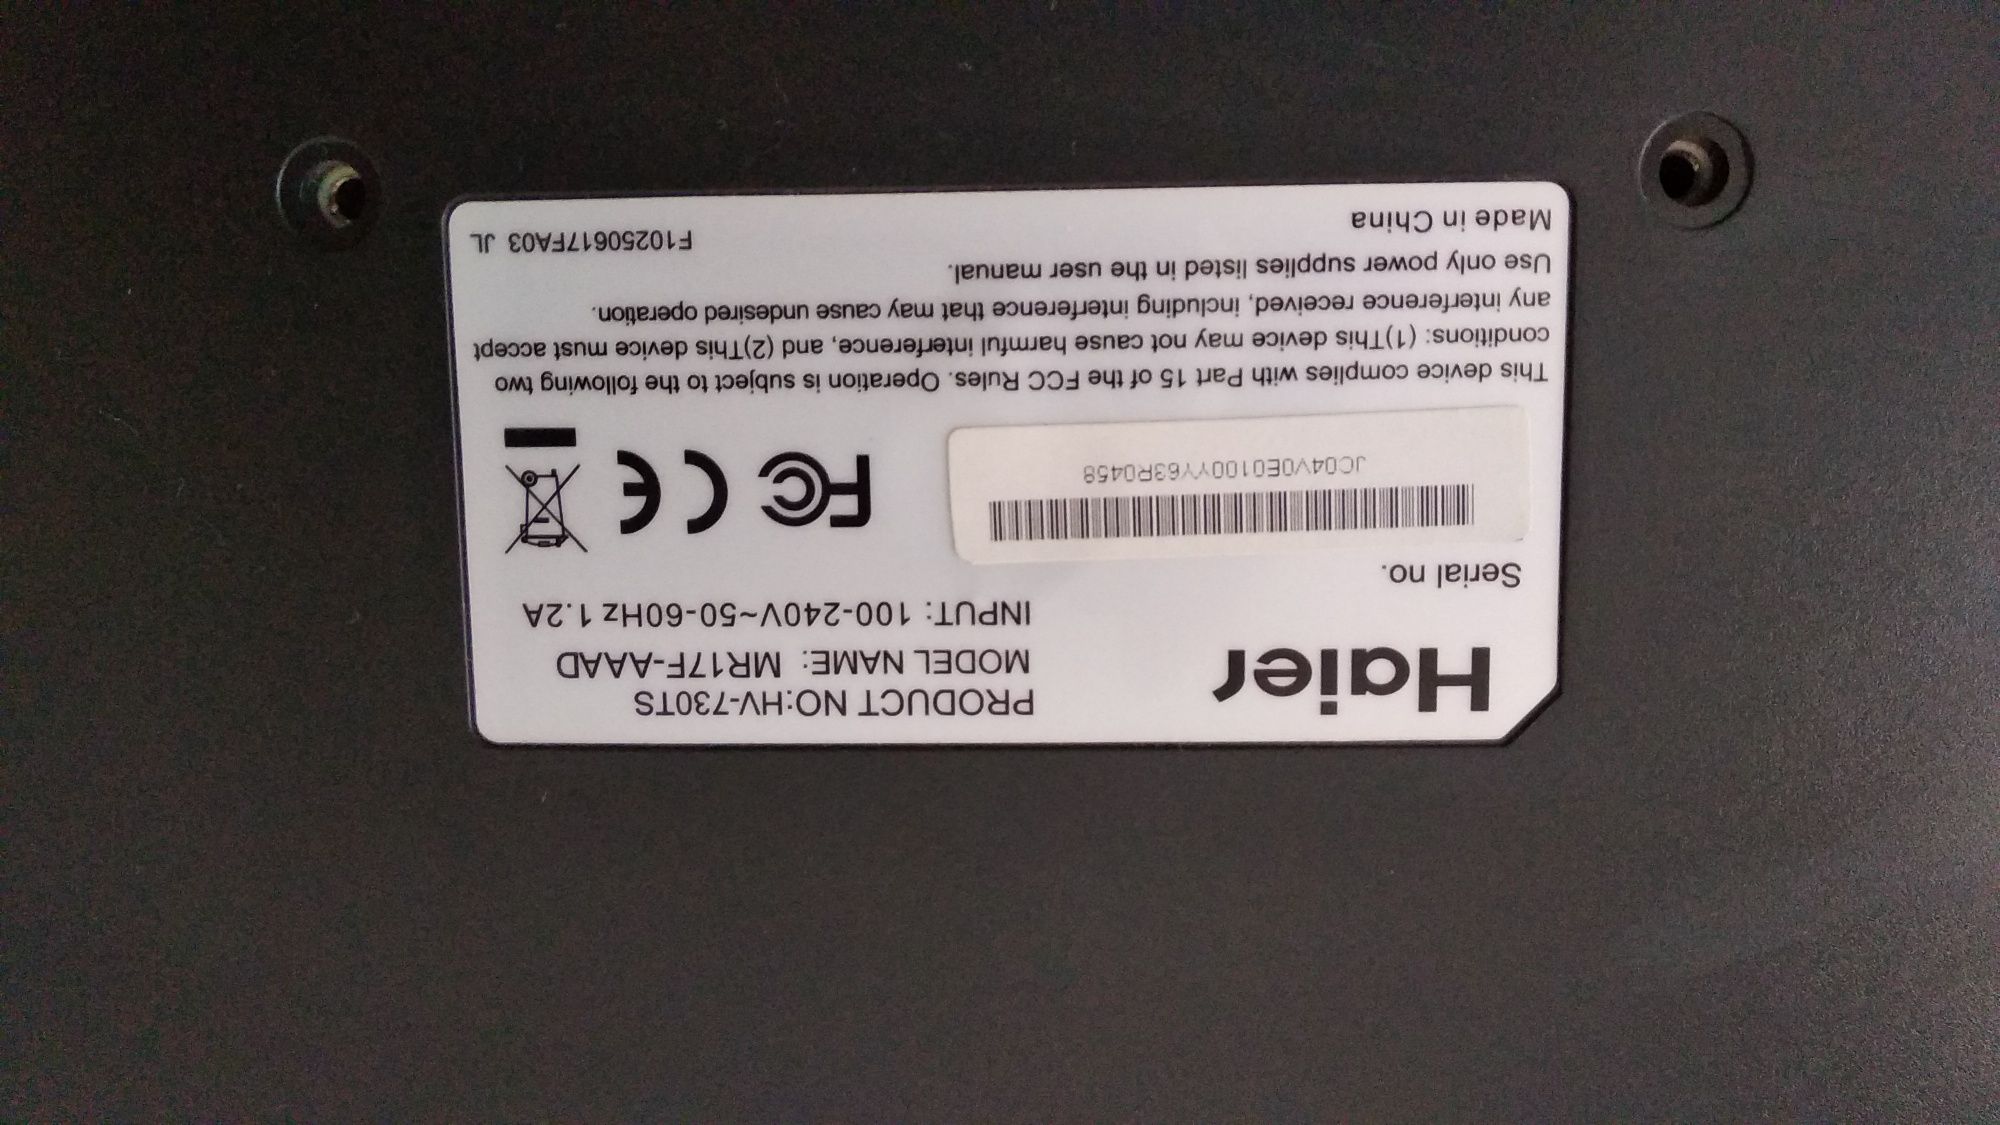 Haier
PRODUCT NO:HV-730TS
MODEL NAME: MR17F-AAAD
INPUT: 100-240V~50-60Hz 1.2A
Serial no.
JC04V0E0100YY63R0458
FC CE
This device complies with Part 15 of the FCC Rules. Operation is subject to the following two
conditions: (1)This device may not cause harmful interference, and (2)This device must accept
any interference received, including interference that may cause undesired operation.
Use only power supplies listed in the user manual.
Made in China
F10250617FA03 JL